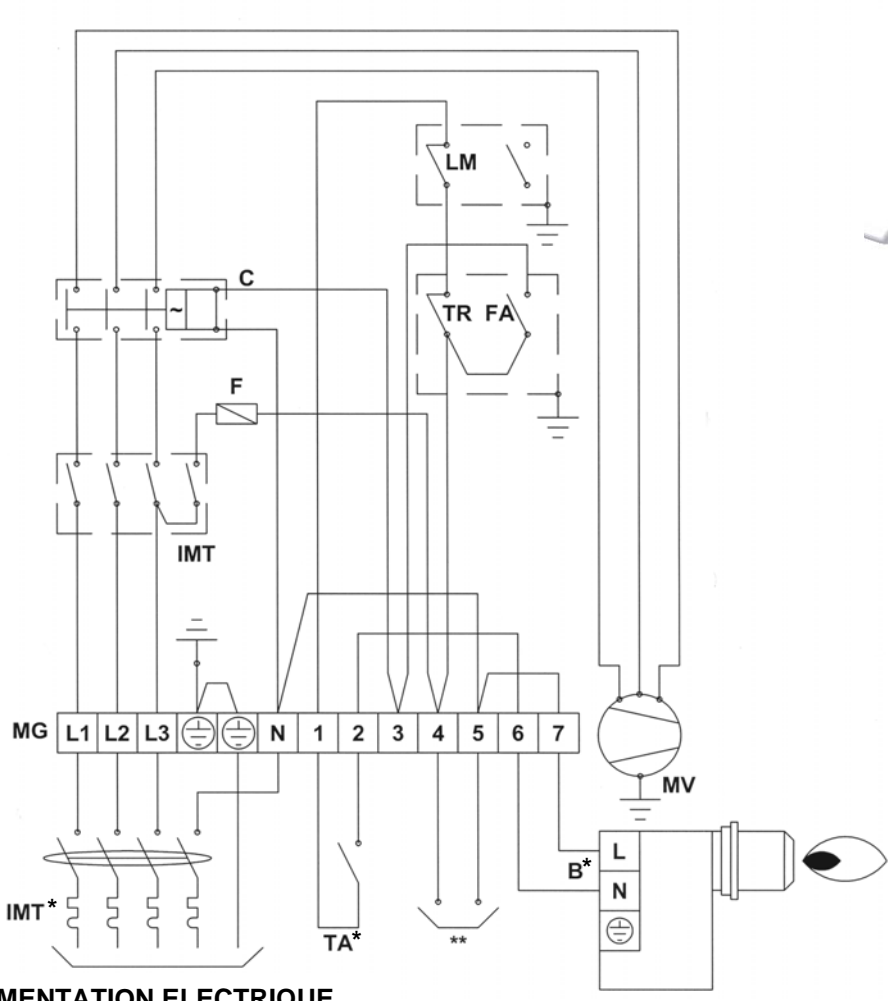 LM
C
~
TR FA
F
IMT
MG L1 L2 L3 N 1 2 3 4 5 6 7
MV
L
B*
N
IMT*
TA*
**
MENTATION ELECTRIQUE